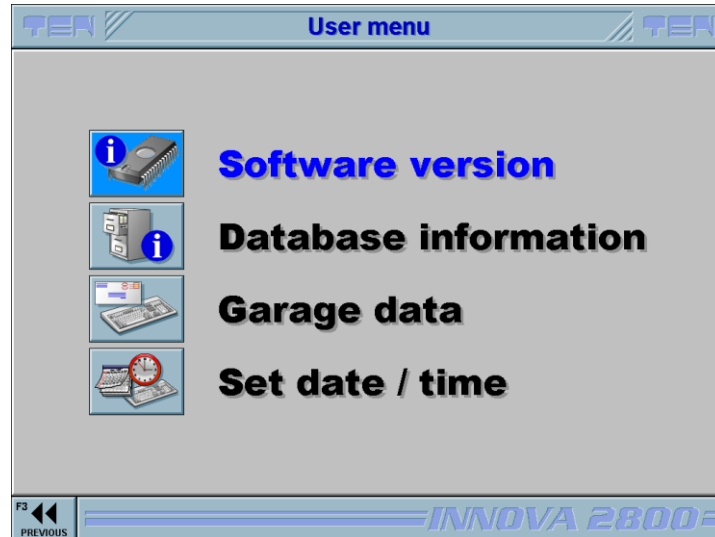 TEN
User menu
TEN
Software version
Database information
Garage data
Set date / time
F3
PREVIOUS
INNOVA 2800